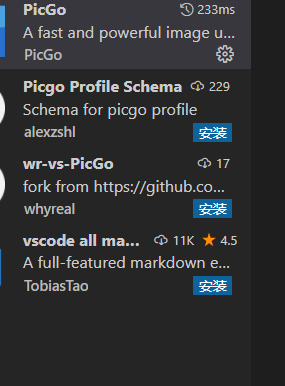 PicGo 233ms
A fast and powerful image u...
PicGo
Picgo Profile Schema 229
Schema for picgo profile
alexzshl 安装
wr-vs-PicGo 17
fork from https://github.co...
whyreal 安装
vscode all ma... 11K 4.5
A full-featured markdown e...
TobiasTao 安装